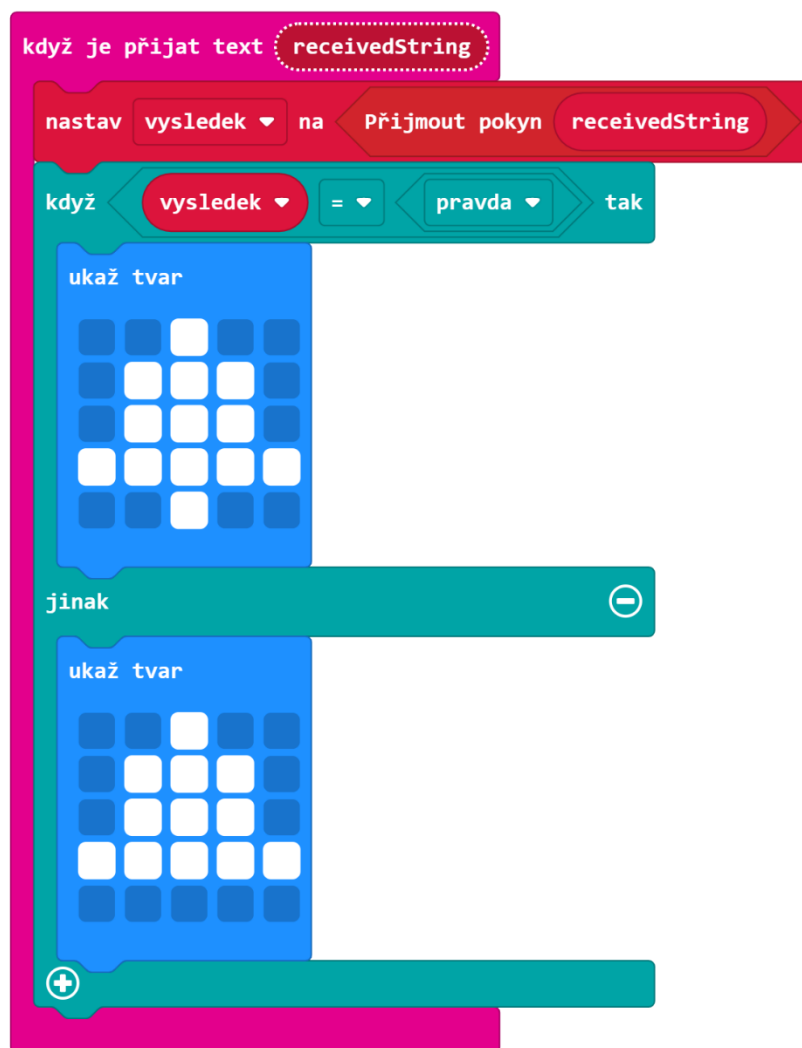 když je přijat text receivedString
nastav vysledek na Přijmout pokyn receivedString
když vysledek = pravda tak
ukaž tvar
jinak
ukaž tvar